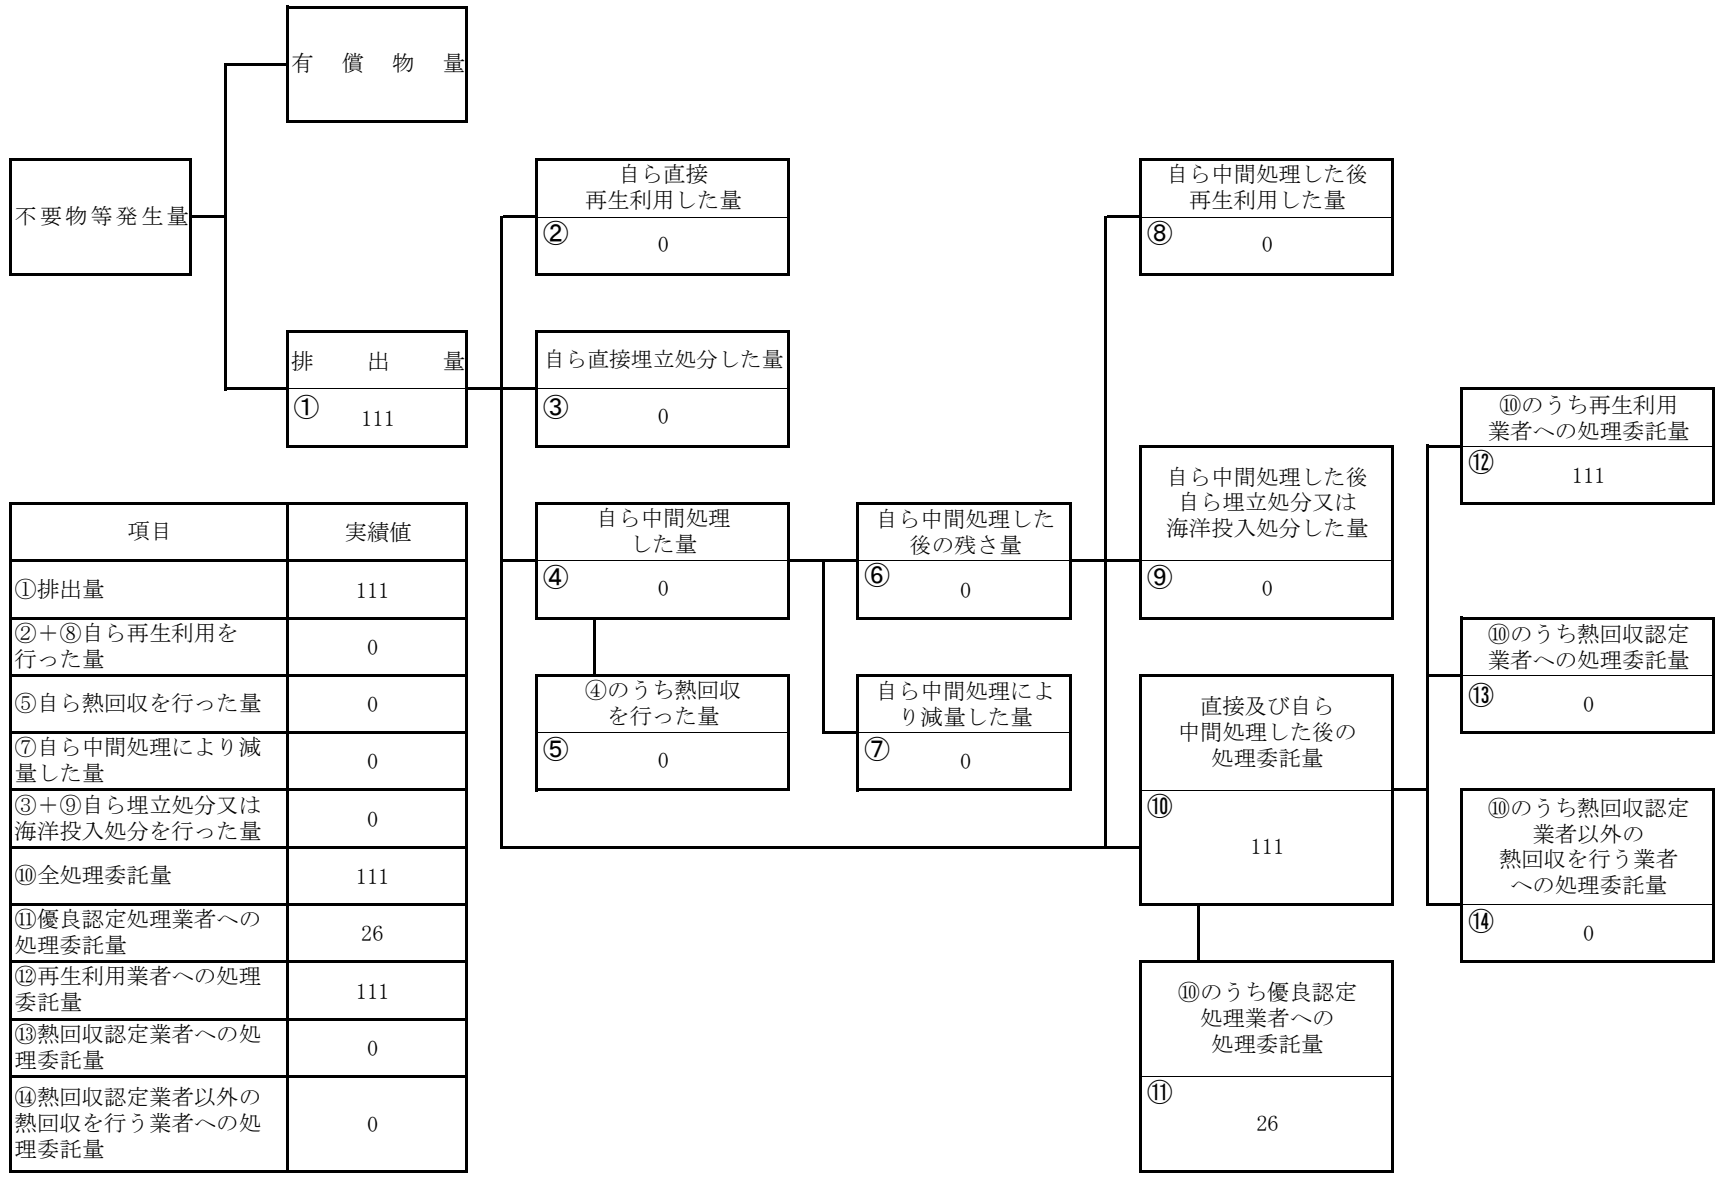 有償物量
不要物等発生量
排出量
①
111
自ら直接
再生利用した量
②
0
自ら直接埋立処分した量
③
0
自ら中間処理
した量
④
0
④のうち熱回収
を行った量
⑤
0
自ら中間処理した
後の残さ量
⑥
0
自ら中間処理によ
り減量した量
⑦
0
自ら中間処理した後
再生利用した量
⑧
0
自ら中間処理した後
自ら埋立処分又は
海洋投入処分した量
⑨
0
直接及び自ら
中間処理した後の
処理委託量
⑩
111
⑩のうち優良認定
処理業者への
処理委託量
⑪
26
⑩のうち再生利用
業者への処理委託量
⑫
111
⑩のうち熱回収認定
業者への処理委託量
⑬
0
⑩のうち熱回収認定
業者以外の
熱回収を行う業者
への処理委託量
⑭
0
項目 実績値
①排出量 111
②＋⑧自ら再生利用を
行った量 0
⑤自ら熱回収を行った量 0
⑦自ら中間処理により減
量した量 0
③＋⑨自ら埋立処分又は
海洋投入処分を行った量 0
⑩全処理委託量 111
⑪優良認定処理業者への
処理委託量 26
⑫再生利用業者への処理
委託量 111
⑬熱回収認定業者への処
理委託量 0
⑭熱回収認定業者以外の
熱回収を行う業者への処
理委託量 0